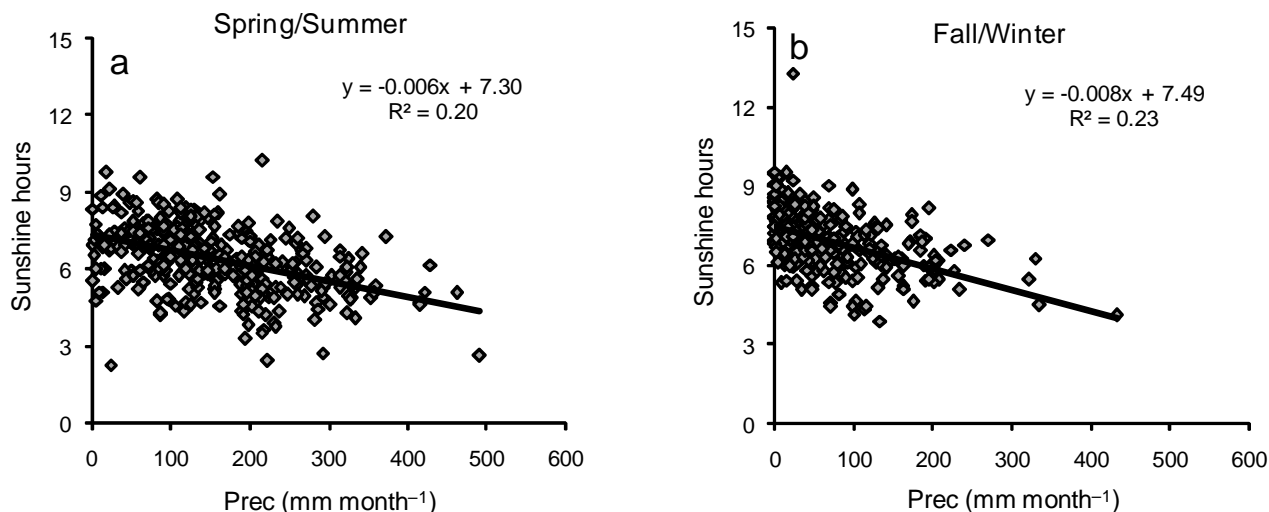 Spring/Summer
a
y = -0.006x + 7.30
R² = 0.20
15
12
9
6
3
0
Sunshine hours
0 100 200 300 400 500 600
Prec (mm month⁻¹)
Fall/Winter
b
y = -0.008x + 7.49
R² = 0.23
15
12
9
6
3
0
Sunshine hours
0 100 200 300 400 500 600
Prec (mm month⁻¹)